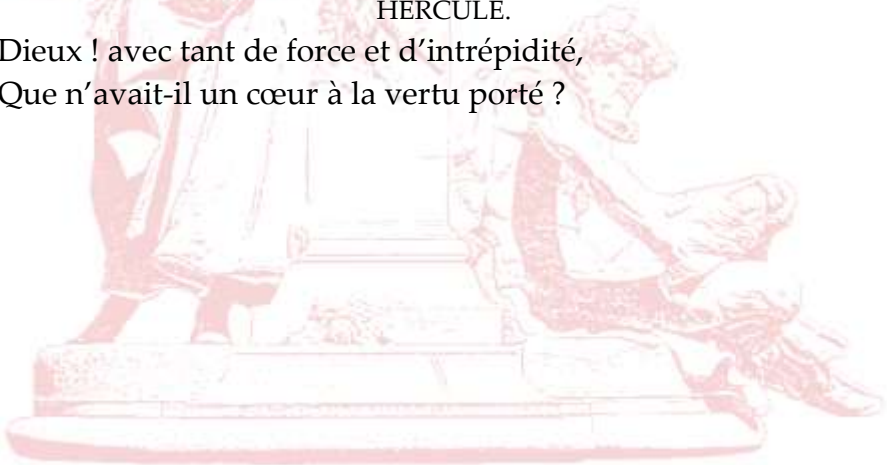 HERCULE.
Dieux ! avec tant de force et d’intrépidité,
Que n’avait-il un cœur à la vertu porté ?